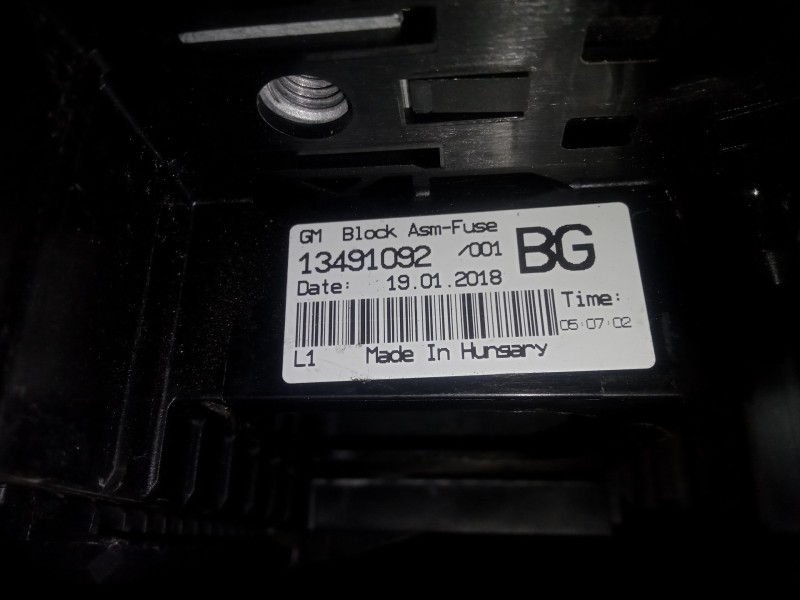 GM Block Asm-Fuse
13491092 /001 BG
Date: 19.01.2018
Time:
06:07:02
L1 Made In Hungary